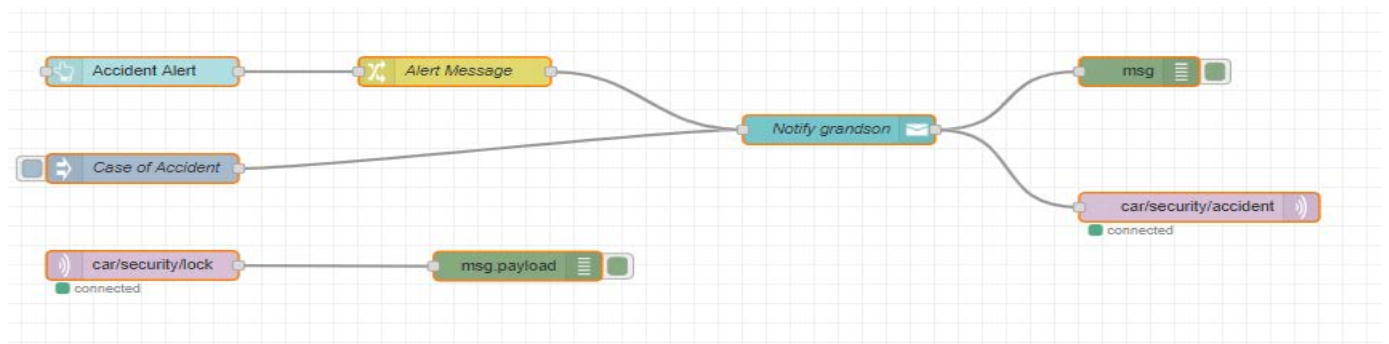 Accident Alert
Alert Message
msg
Notify grandson
Case of Accident
car/security/accident
connected
car/security/lock
msg.payload
connected